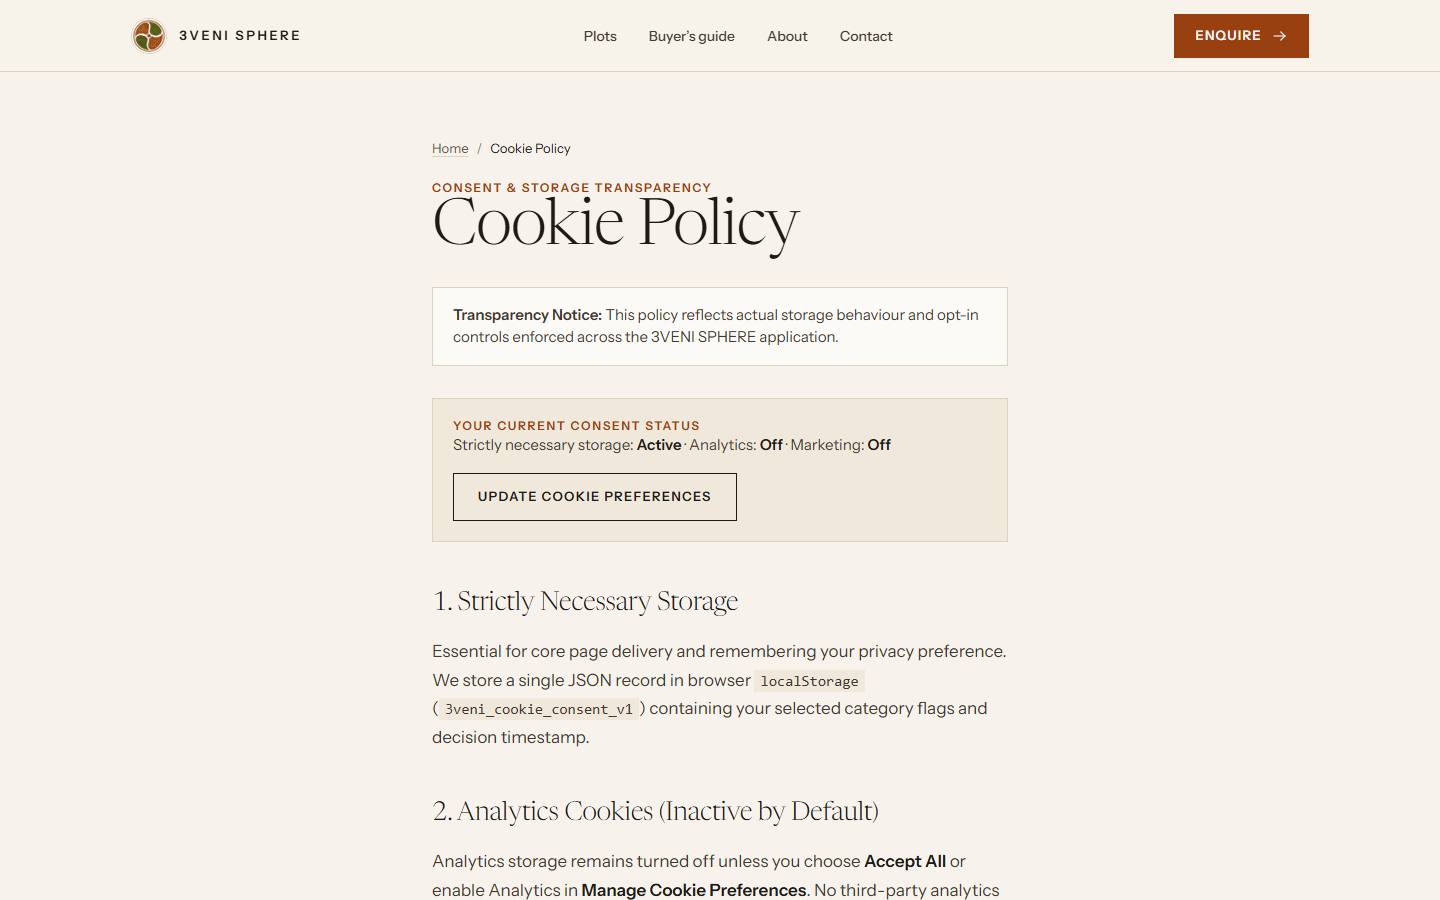 3VENI SPHERE
Plots
Buyer’s guide
About
Contact
ENQUIRE →
Home / Cookie Policy
CONSENT & STORAGE TRANSPARENCY
Cookie Policy
Transparency Notice: This policy reflects actual storage behaviour and opt-in
controls enforced across the 3VENI SPHERE application.
YOUR CURRENT CONSENT STATUS
Strictly necessary storage: Active · Analytics: Off · Marketing: Off
UPDATE COOKIE PREFERENCES
1. Strictly Necessary Storage
Essential for core page delivery and remembering your privacy preference.
We store a single JSON record in browser localStorage
(3veni_cookie_consent_v1) containing your selected category flags and
decision timestamp.
2. Analytics Cookies (Inactive by Default)
Analytics storage remains turned off unless you choose Accept All or
enable Analytics in Manage Cookie Preferences. No third-party analytics